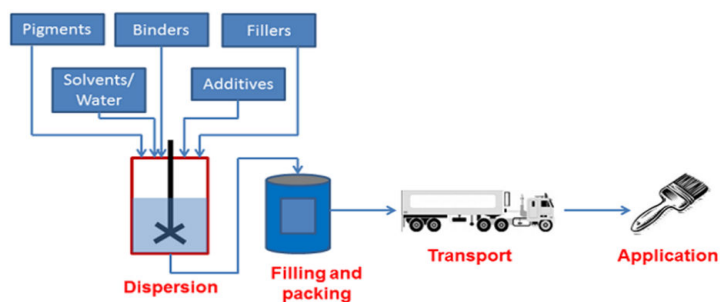 Pigments
Binders
Fillers
Solvents/
Water
Additives
Dispersion
Filling and
packing
Transport
Application